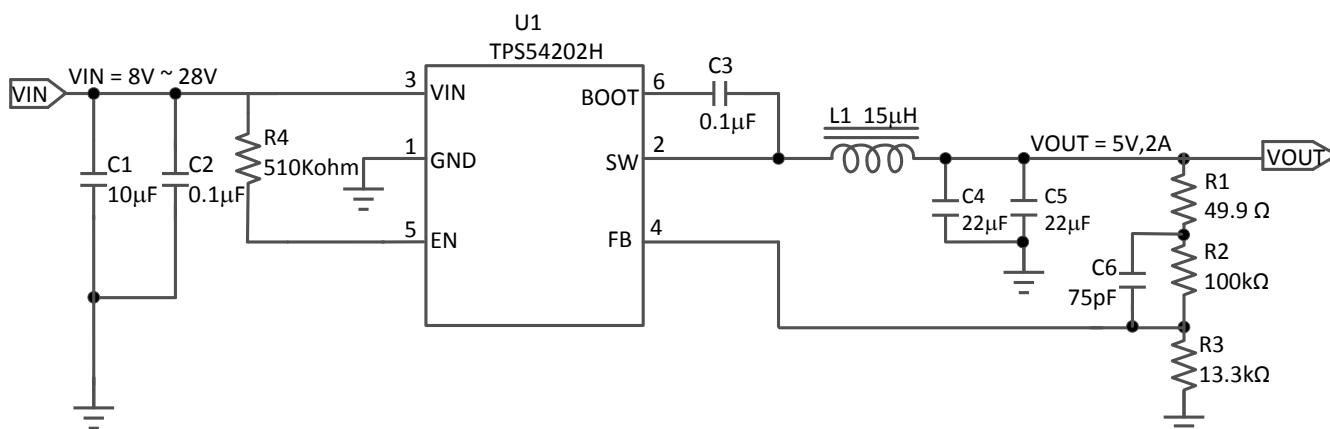 U1
TPS54202H
VIN
VIN = 8V ~ 28V
C1
10μF
C2
0.1μF
R4
510Kohm
3
VIN
1
GND
5
EN
BOOT
6
SW
2
FB
4
C3
0.1μF
L1 15μH
C4
22μF
C5
22μF
VOUT = 5V,2A
VOUT
R1
49.9 Ω
R2
100kΩ
C6
75pF
R3
13.3kΩ